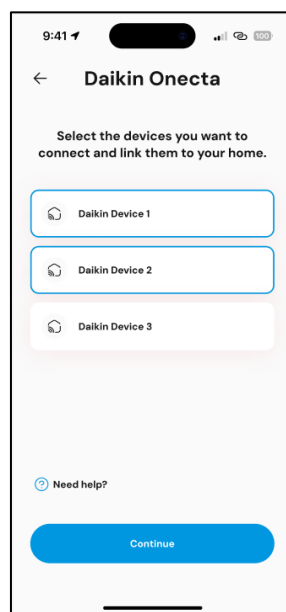 9:41
100
Daikin Onecta
Select the devices you want to
connect and link them to your home.
Daikin Device 1
Daikin Device 2
Daikin Device 3
? Need help?
Continue